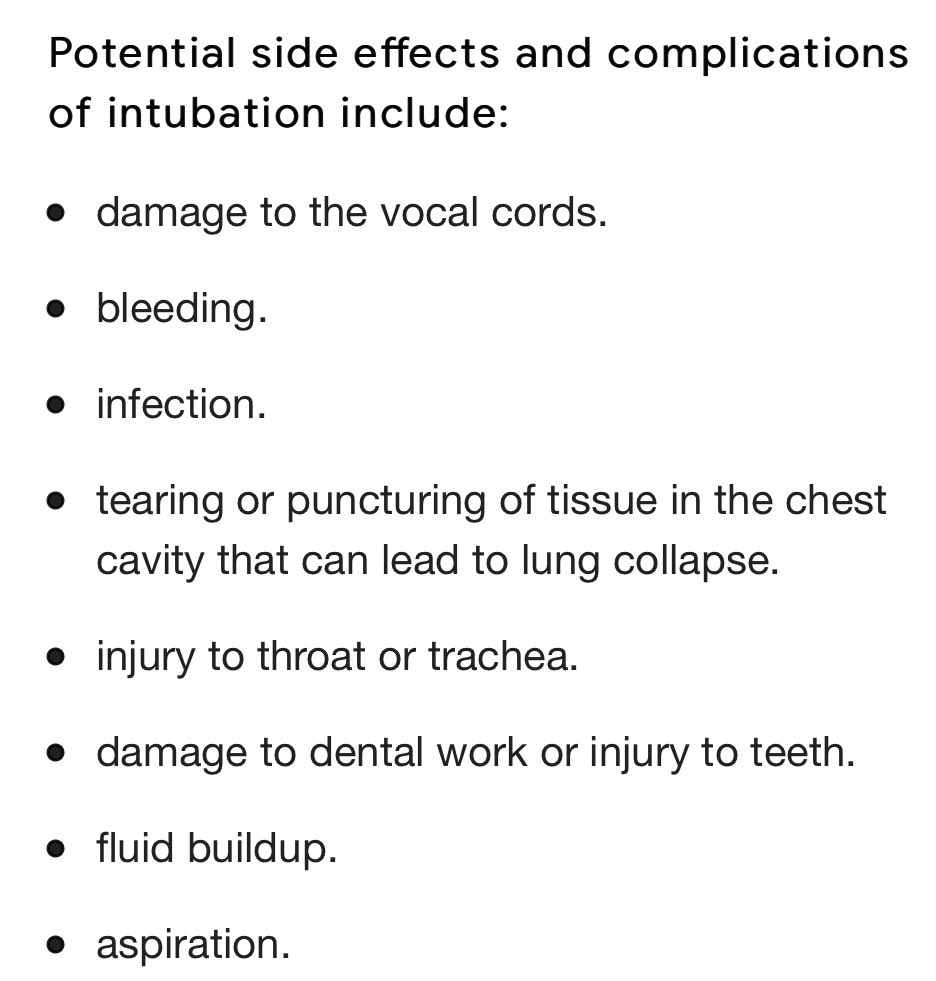 Potential side effects and complications
of intubation include:
• damage to the vocal cords.
• bleeding.
• infection.
• tearing or puncturing of tissue in the chest
cavity that can lead to lung collapse.
• injury to throat or trachea.
• damage to dental work or injury to teeth.
• fluid buildup.
• aspiration.